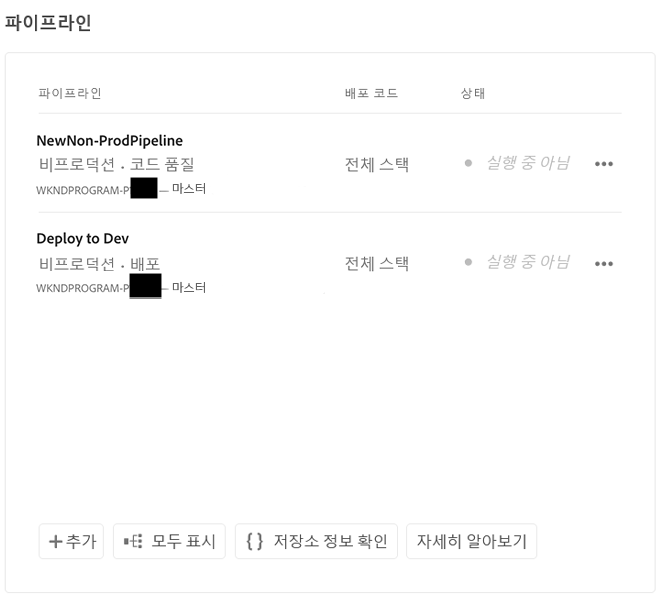 파이프라인
파이프라인 배포 코드 상태
NewNon-ProdPipeline
비프로덕션 · 코드 품질 전체 스택 실행 중 아님 •••
WKNDPROGRAM-P — 마스터
Deploy to Dev
비프로덕션 · 배포 전체 스택 실행 중 아님 •••
WKNDPROGRAM-P — 마스터
+ 추가 모두 표시 {} 저장소 정보 확인 자세히 알아보기